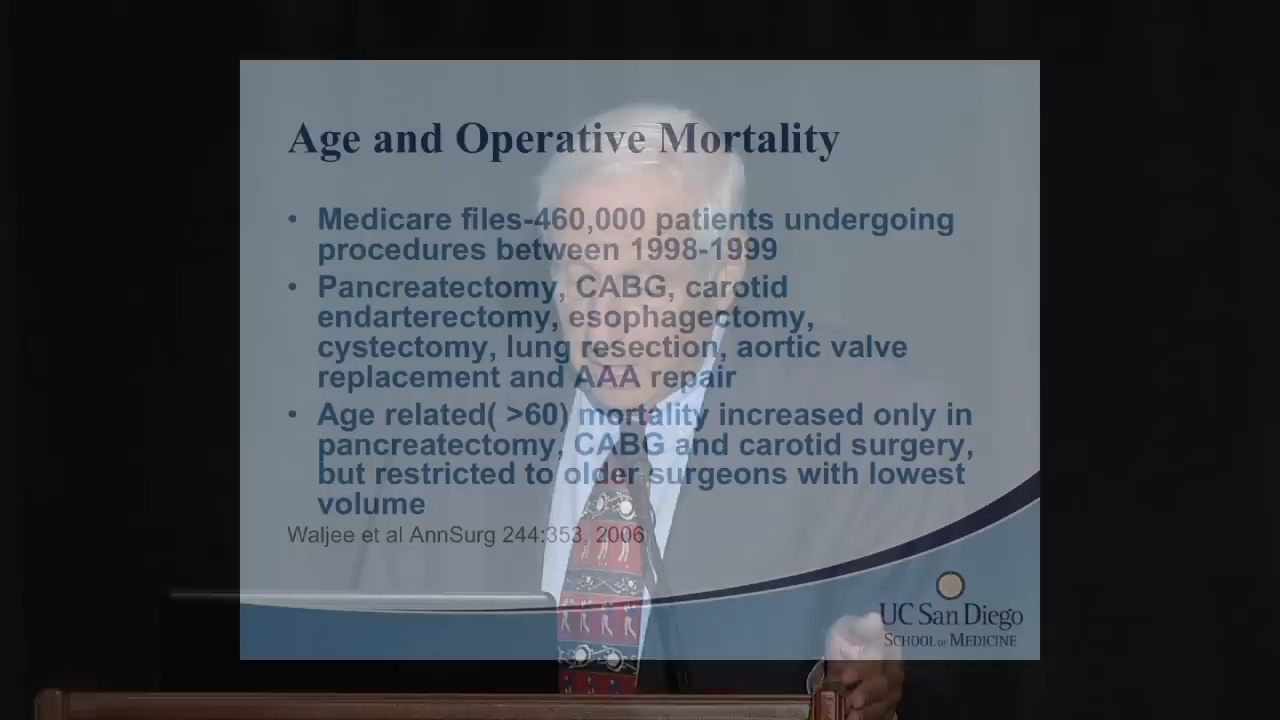 Age and Operative Mortality
• Medicare files-460,000 patients undergoing
procedures between 1998-1999
• Pancreatectomy, CABG, carotid
endarterectomy, esophagectomy,
cystectomy, lung resection, aortic valve
replacement and AAA repair
• Age related( >60) mortality increased only in
pancreatectomy, CABG and carotid surgery,
but restricted to older surgeons with lowest
volume
Waljee et al AnnSurg 244:353, 2006
UC San Diego
SCHOOL OF MEDICINE